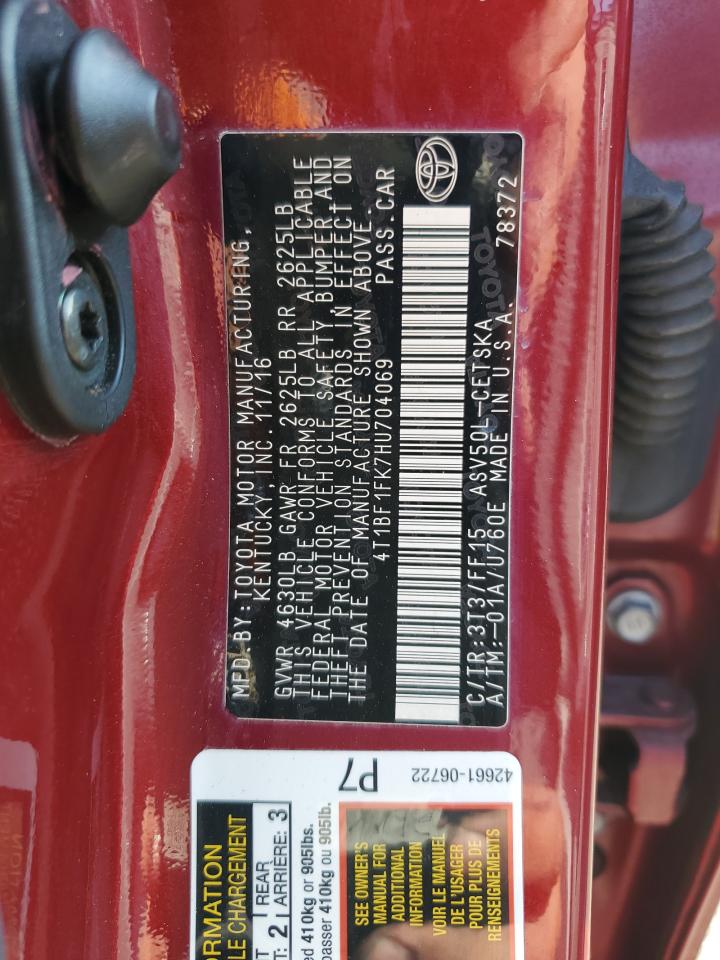 MFD. BY: TOYOTA MOTOR MANUFACTURING,
KENTUCKY, INC. 11/16
GVWR 4630LB GAWR FR 2625LB RR 2625LB
THIS VEHICLE CONFORMS TO ALL APPLICABLE
FEDERAL MOTOR VEHICLE SAFETY, BUMPER, AND
THEFT PREVENTION STANDARDS IN EFFECT ON
THE DATE OF MANUFACTURE SHOWN ABOVE.
4T1BF1FK7HU704069 PASS. CAR
C/TR:3T3/FF15 ASV50L-CETSKA
A/TM:-01A/U760E MADE IN U.S.A. 78372
P7
42661-06722
2 REAR
ARRIÈRE: 3
410kg or 905lbs.
passer 410kg ou 905lb.
LE CHARGEMENT
SEE OWNER'S
MANUAL FOR
ADDITIONAL
INFORMATION
VOIR LE MANUEL
DE L'USAGER
POUR PLUS DE
RENSEIGNEMENTS